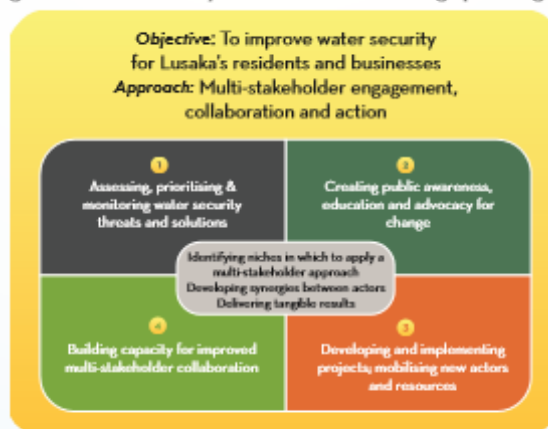 Objective: To improve water security
for Lusaka's residents and businesses
Approach: Multi-stakeholder engagement,
collaboration and action
1
Assessing, prioritising &
monitoring water security
threats and solutions
2
Creating public awareness,
education and advocacy for
change
Identifying niches in which to apply a
multi-stakeholder approach
Developing synergies between actors
Delivering tangible results
4
Building capacity for improved
multi-stakeholder collaboration
3
Developing and implementing
projects; mobilising new actors
and resources